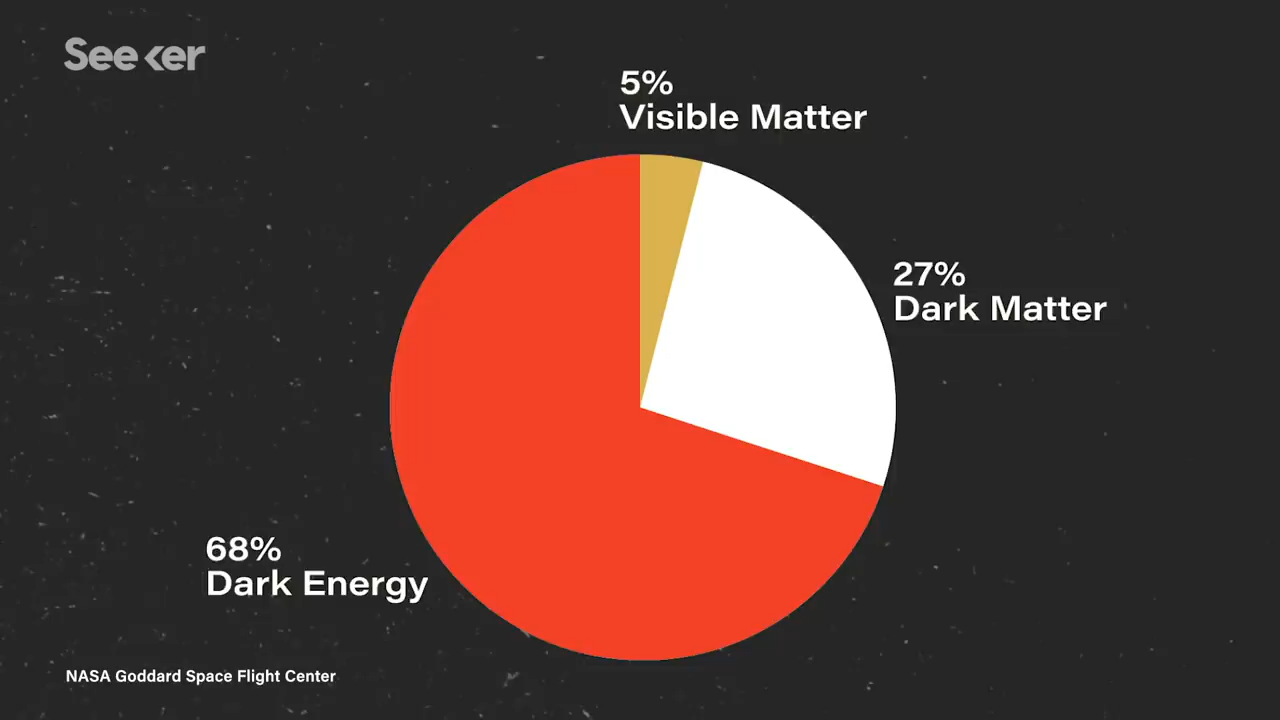 Seeker
5%
Visible Matter
27%
Dark Matter
68%
Dark Energy
NASA Goddard Space Flight Center